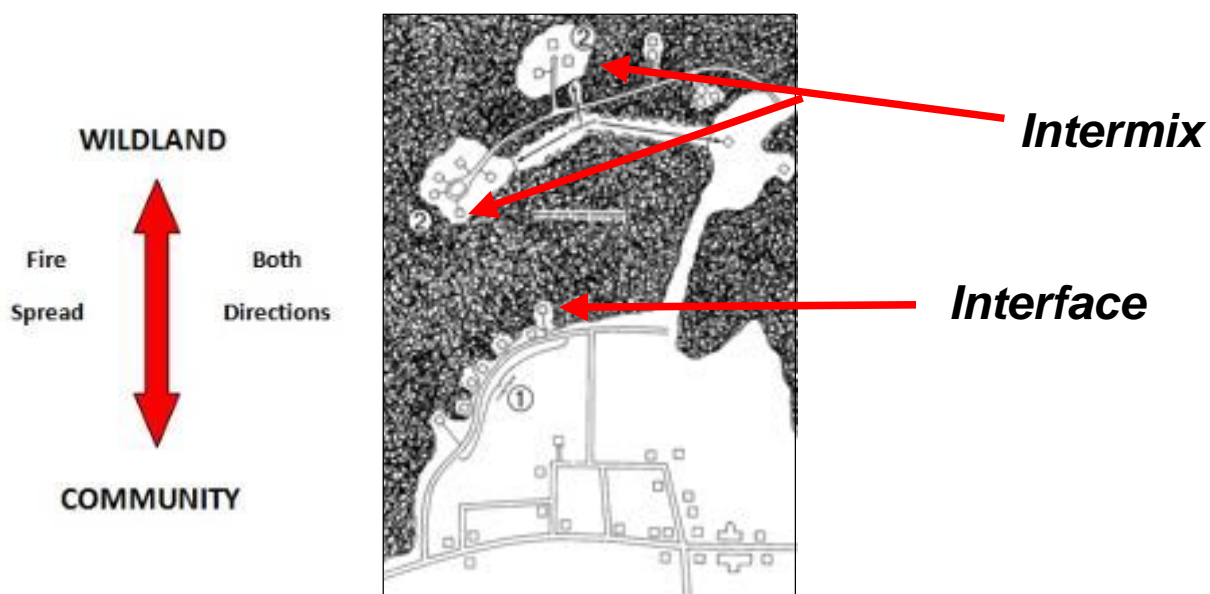 ②
Intermix
WILDLAND
②
Fire
Both
Spread
Directions
Interface
①
COMMUNITY